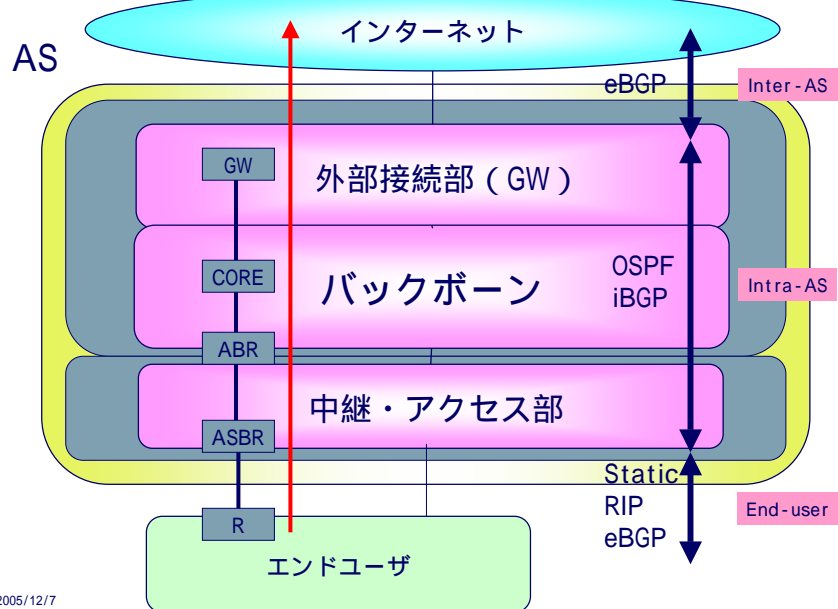 インターネット
AS
eBGP
Inter-AS
GW
外部接続部（GW）
CORE
バックボーン
OSPF
iBGP
Intra-AS
ABR
中継・アクセス部
ASBR
Static
RIP
eBGP
End-user
R
エンドユーザ
2005/12/7